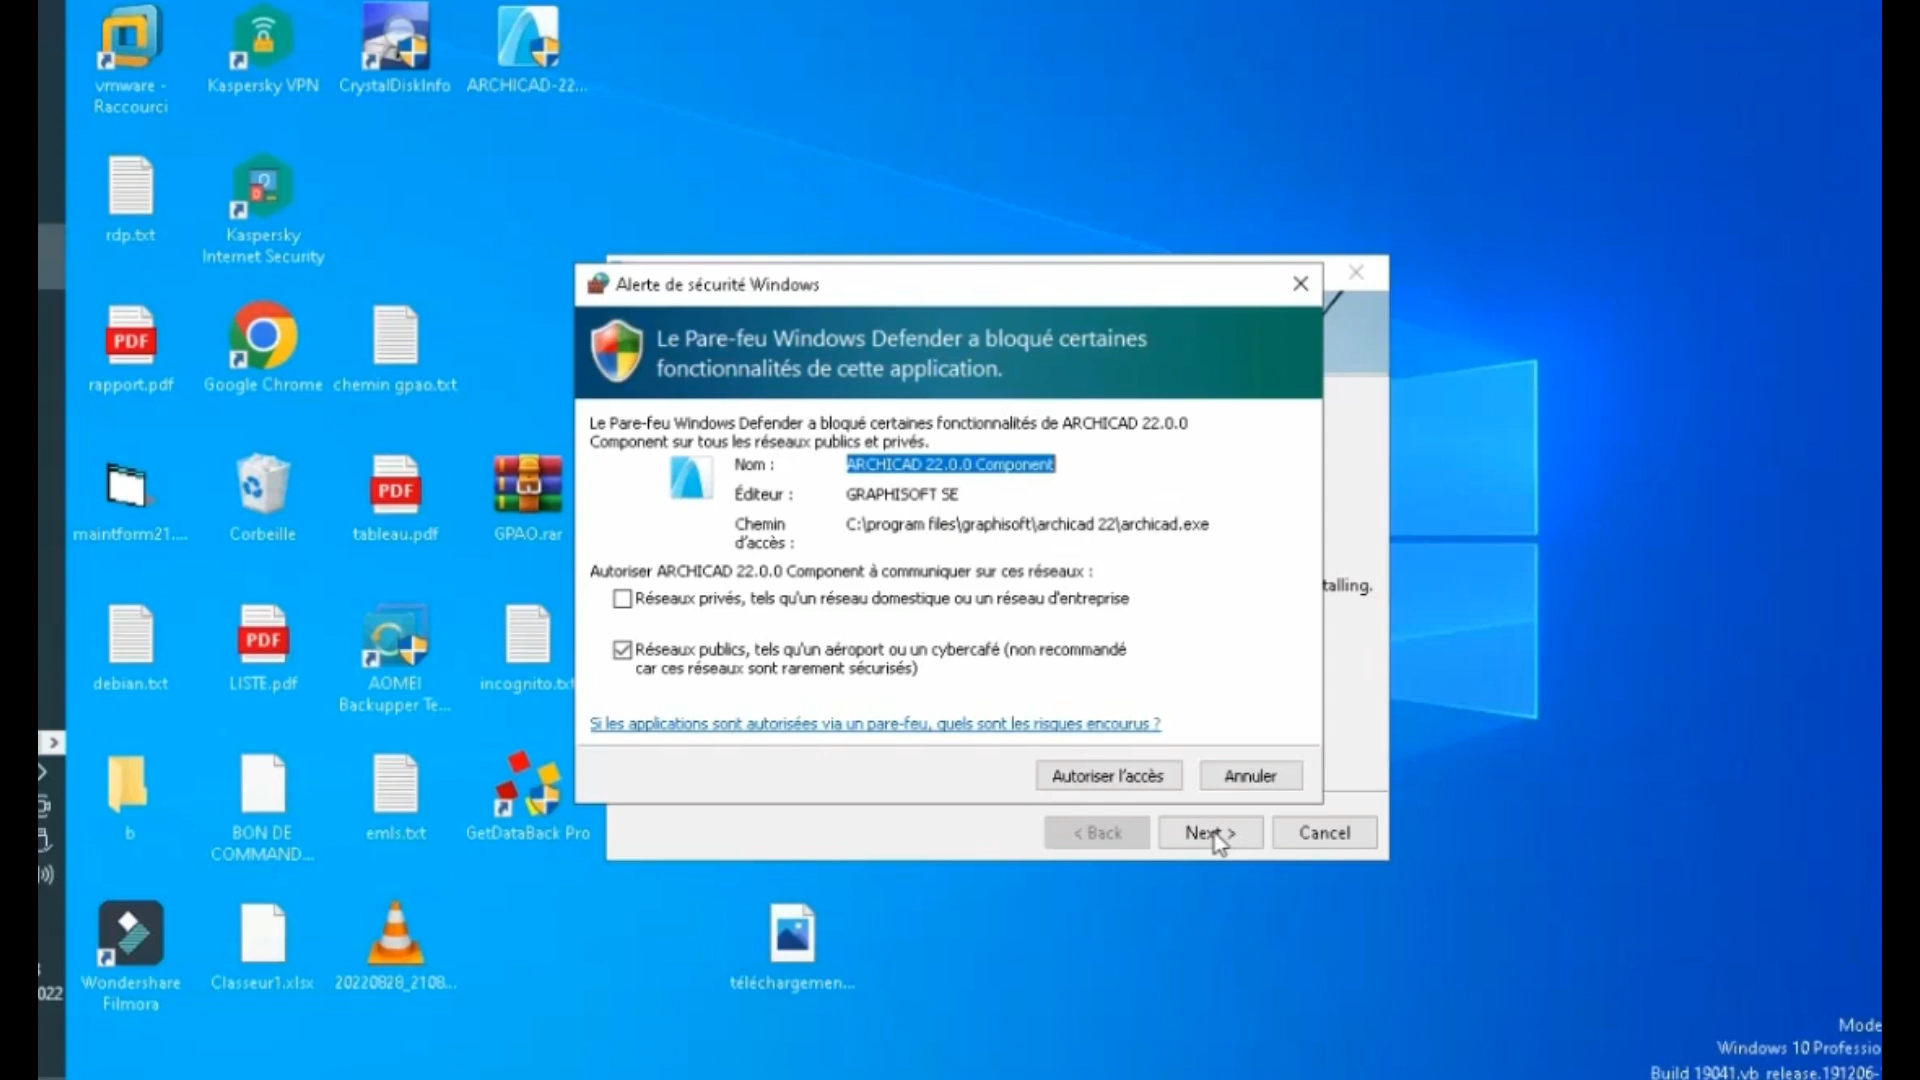 vmware -
Raccourci
Kaspersky VPN
CrystalDiskInfo
ARCHICAD-22...
rdp.txt
Kaspersky
Internet Security
PDF
rapport.pdf
Google Chrome
chemin gpao.txt
maintform21....
Corbeille
PDF
tableau.pdf
GPAO.rar
debian.txt
PDF
LISTE.pdf
AOMEI
Backupper Te...
incognito.txt
b
BON DE
COMMAND...
emls.txt
GetDataBack Pro
Wondershare
Filmora
Classeur1.xlsx
20220828_2108...
téléchargemen...
022
Alerte de sécurité Windows
Le Pare-feu Windows Defender a bloqué certaines
fonctionnalités de cette application.
Le Pare-feu Windows Defender a bloqué certaines fonctionnalités de ARCHICAD 22.0.0
Component sur tous les réseaux publics et privés.
Nom : ARCHICAD 22.0.0 Component
Éditeur : GRAPHISOFT SE
Chemin C:\program files\graphisoft\archicad 22\archicad.exe
d'accès :
Autoriser ARCHICAD 22.0.0 Component à communiquer sur ces réseaux :
Réseaux privés, tels qu'un réseau domestique ou un réseau d'entreprise
Réseaux publics, tels qu'un aéroport ou un cybercafé (non recommandé
car ces réseaux sont rarement sécurisés)
Si les applications sont autorisées via un pare-feu, quels sont les risques encourus ?
Autoriser l'accès Annuler
talling.
< Back Next > Cancel
Mode
Windows 10 Professio
Build 19041.vb_release.191206-